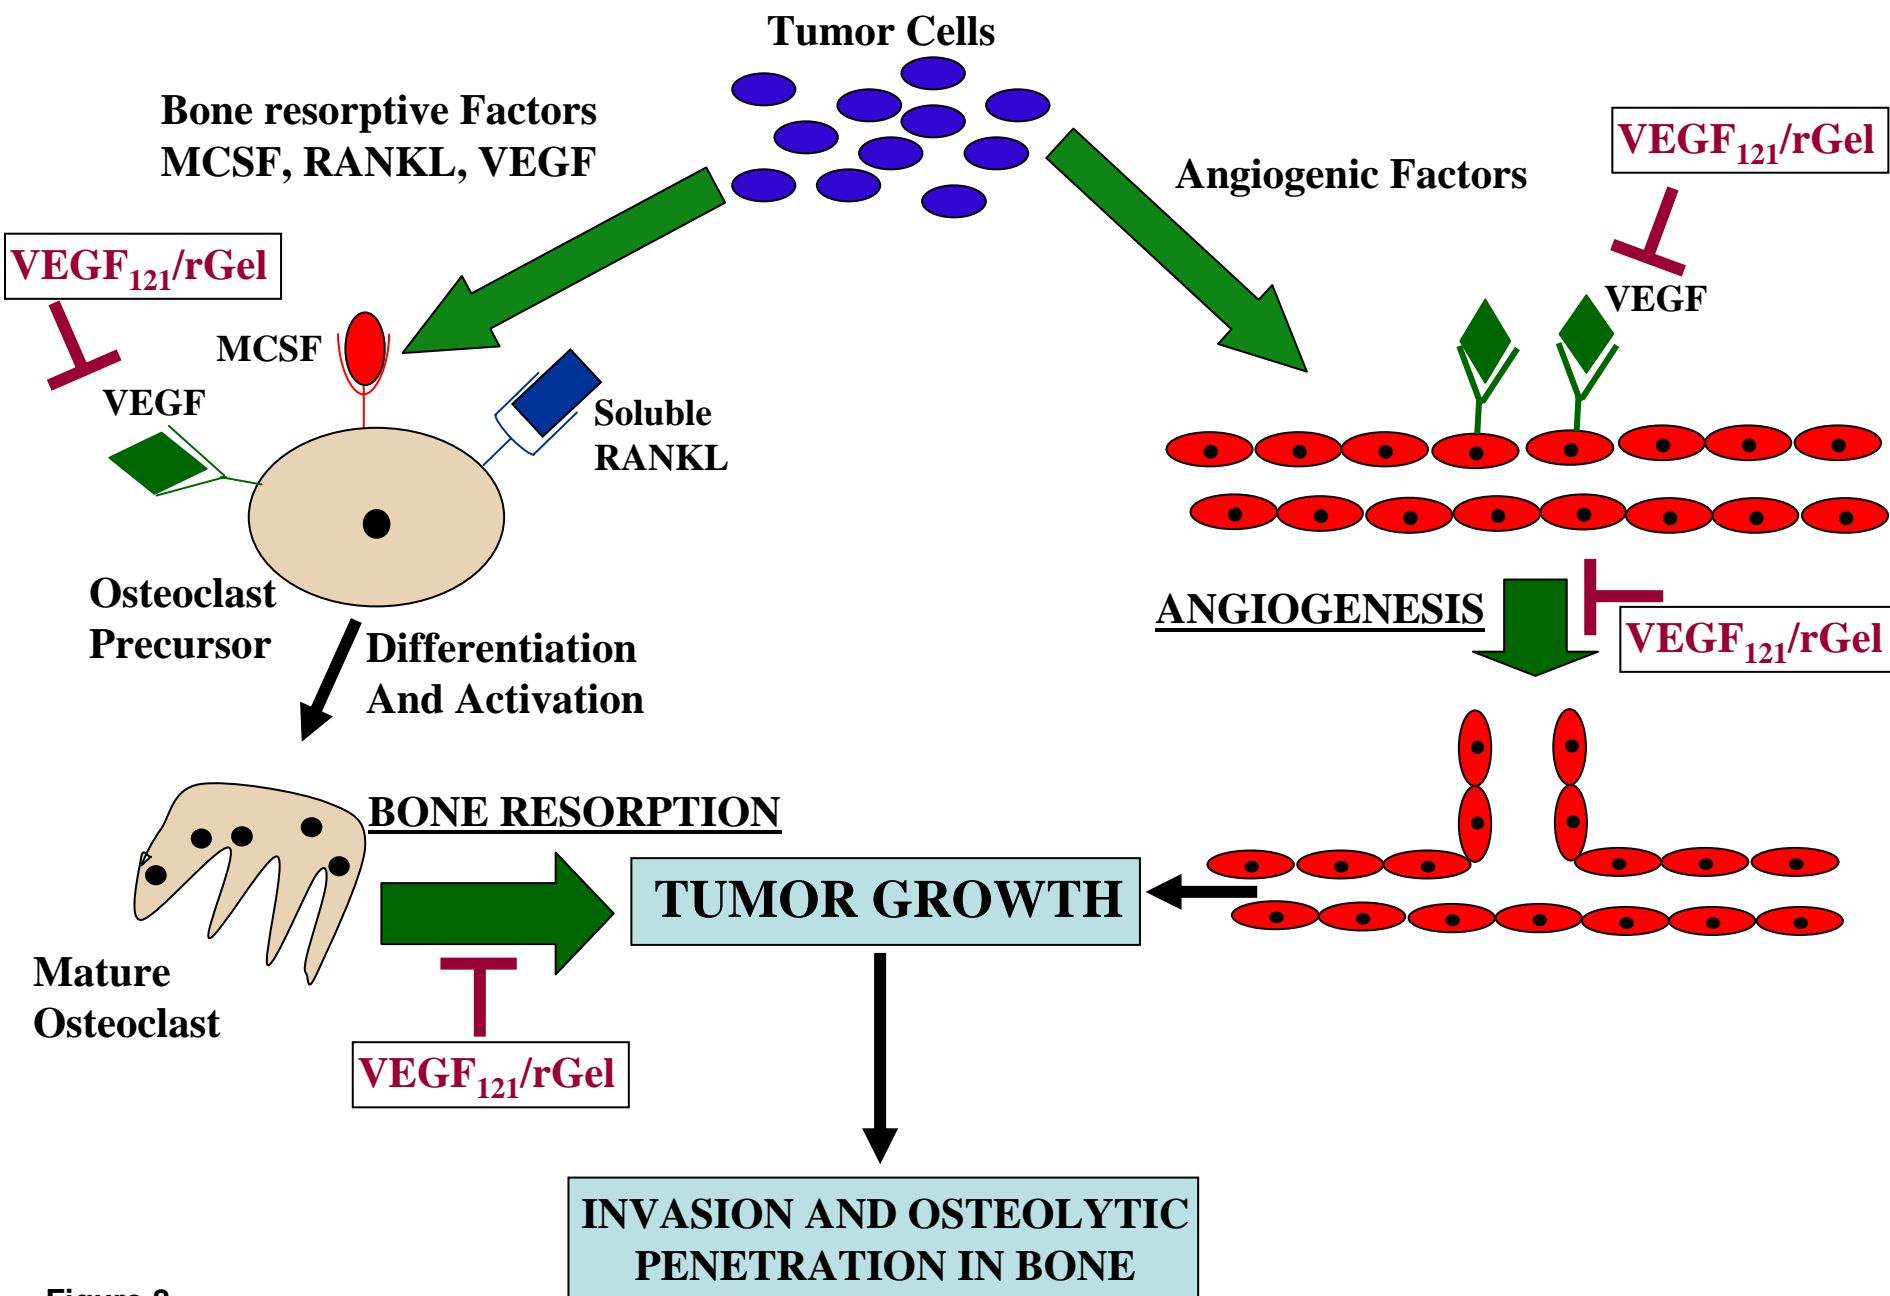 Tumor Cells
Bone resorptive Factors
MCSF, RANKL, VEGF
Angiogenic Factors
VEGF121/rGel
VEGF121/rGel
VEGF
MCSF
VEGF
Soluble
RANKL
Osteoclast
Precursor
Differentiation
And Activation
ANGIOGENESIS
VEGF121/rGel
BONE RESORPTION
TUMOR GROWTH
Mature
Osteoclast
VEGF121/rGel
INVASION AND OSTEOLYTIC
PENETRATION IN BONE
Figure 8